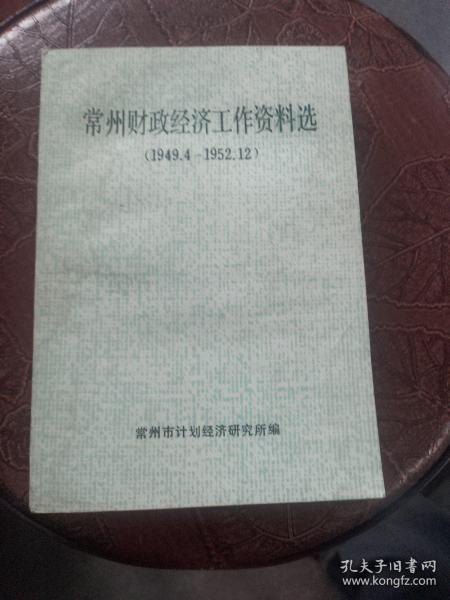 常州财政经济工作资料选
(1949.4-1952.12)
常州市计划经济研究所编
孔夫子旧书网
www.kongfz.com